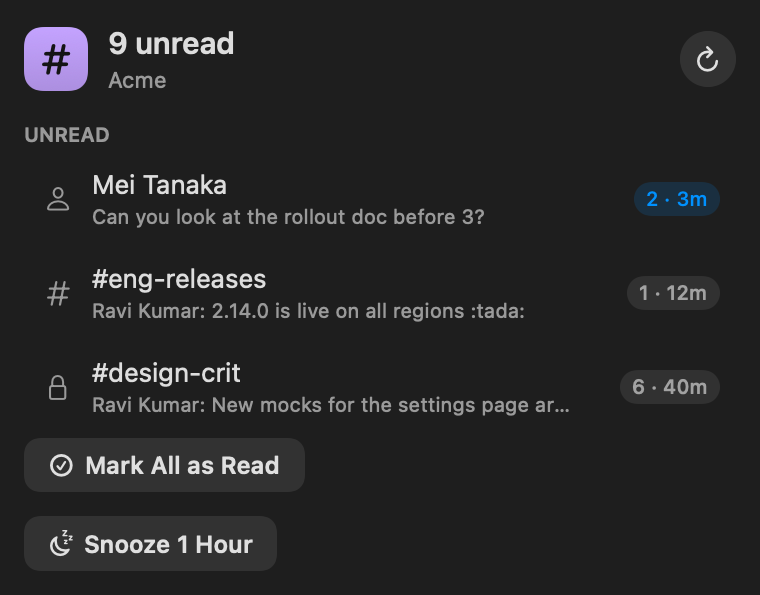 #
9 unread
Acme
UNREAD
Mei Tanaka
Can you look at the rollout doc before 3?
2 · 3m
#
#eng-releases
Ravi Kumar: 2.14.0 is live on all regions :tada:
1 · 12m
#design-crit
Ravi Kumar: New mocks for the settings page ar...
6 · 40m
Mark All as Read
zzz
Snooze 1 Hour